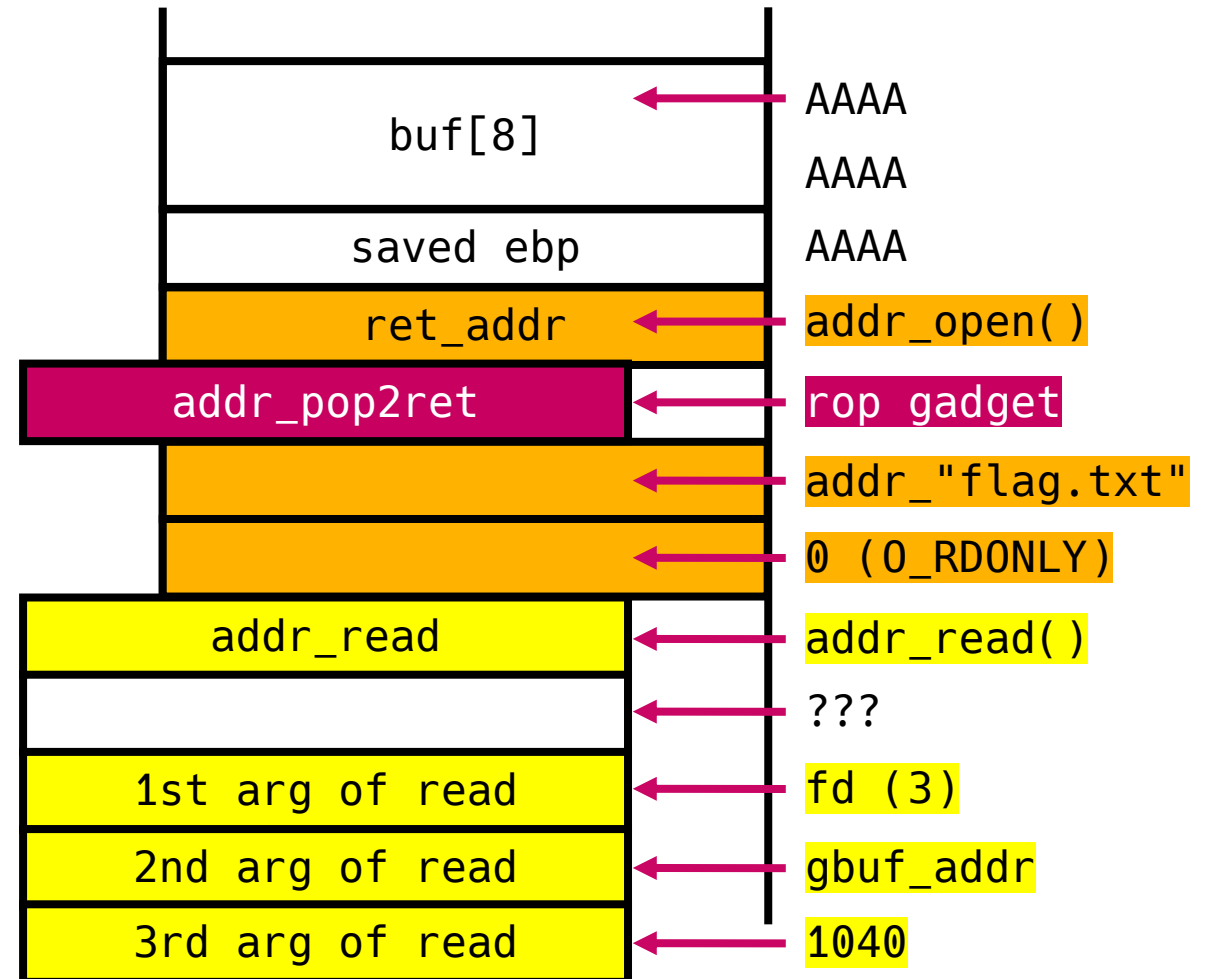 buf[8] AAAA
AAAA
saved ebp AAAA
ret_addr addr_open()
addr_pop2ret rop gadget
addr_"flag.txt"
0 (O_RDONLY)
addr_read addr_read()
???
1st arg of read fd (3)
2nd arg of read gbuf_addr
3rd arg of read 1040